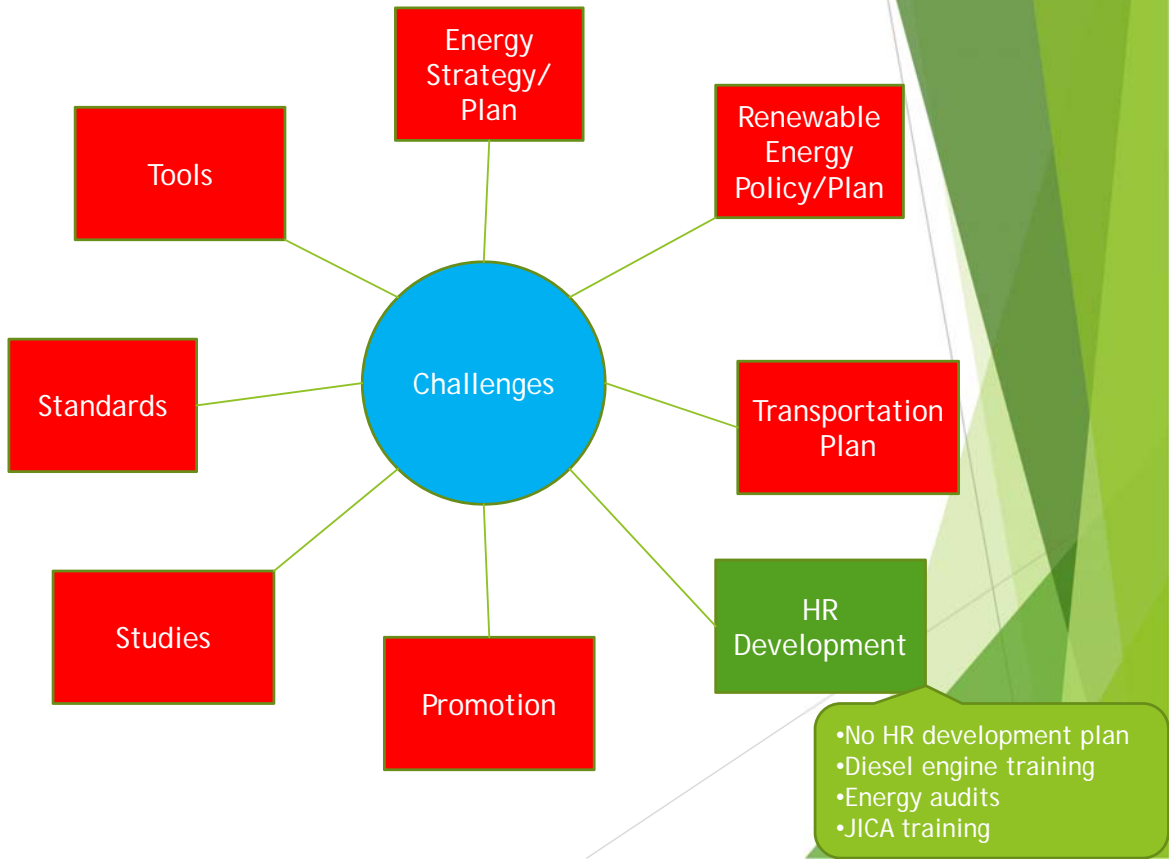 Energy
Strategy/
Plan
Renewable
Energy
Policy/Plan
Tools
Challenges
Standards
Transportation
Plan
Studies
HR
Development
Promotion
•No HR development plan
•Diesel engine training
•Energy audits
•JICA training